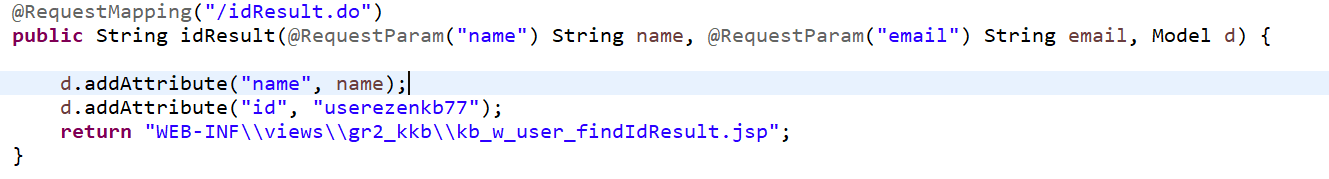 @RequestMapping("/idResult.do")
public String idResult(@RequestParam("name") String name, @RequestParam("email") String email, Model d) {
d.addAttribute("name", name);
d.addAttribute("id", "userezenkb77");
return "WEB-INF\\views\\gr2_kkb\\kb_w_user_findIdResult.jsp";
}